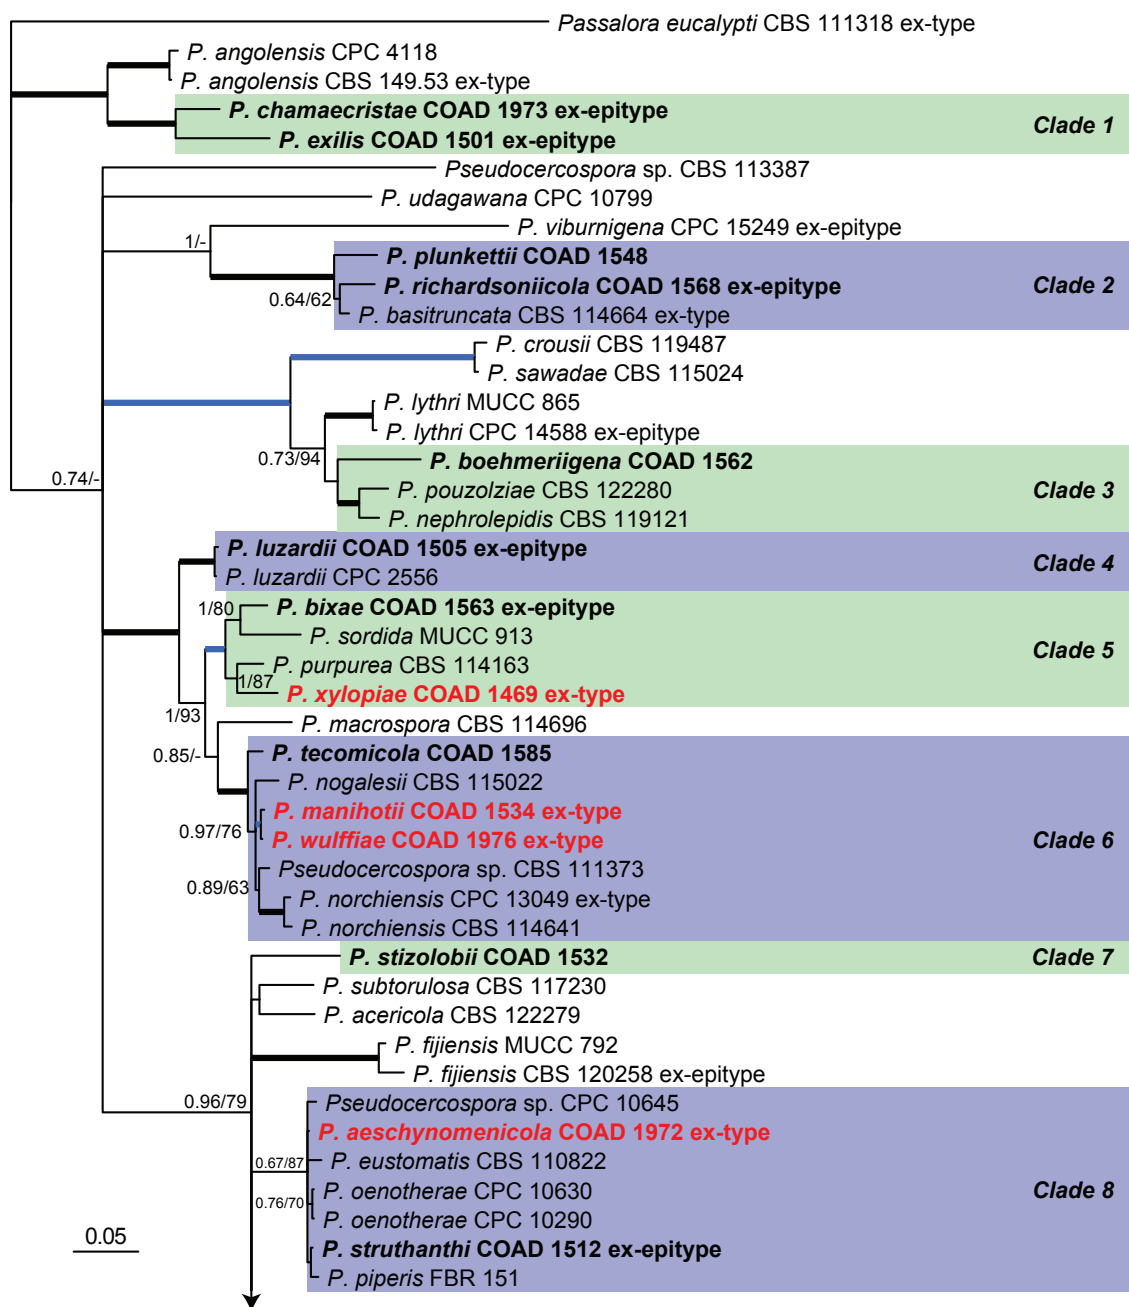 Passalora eucalypti CBS 111318 ex-type
P. angolensis CPC 4118
P. angolensis CBS 149.53 ex-type
P. chamaecristae COAD 1973 ex-epitype
Clade 1
P. exilis COAD 1501 ex-epitype
Pseudocercospora sp. CBS 113387
P. udagawana CPC 10799
P. viburnigena CPC 15249 ex-epitype
1/-
P. plunkettii COAD 1548
P. richardsoniicola COAD 1568 ex-epitype
Clade 2
0.64/62
P. basitruncata CBS 114664 ex-type
P. crousii CBS 119487
P. sawadae CBS 115024
P. lythri MUCC 865
P. lythri CPC 14588 ex-epitype
0.73/94
P. boehmeriigena COAD 1562
0.74/-
P. pouzolziae CBS 122280
Clade 3
P. nephrolepidis CBS 119121
P. luzardii COAD 1505 ex-epitype
Clade 4
P. luzardii CPC 2556
1/80
P. bixae COAD 1563 ex-epitype
P. sordida MUCC 913
Clade 5
P. purpurea CBS 114163
1/87
P. xylopiae COAD 1469 ex-type
1/93
P. macrospora CBS 114696
0.85/-
P. tecomicola COAD 1585
P. nogalesii CBS 115022
P. manihotii COAD 1534 ex-type
0.97/76
P. wulffiae COAD 1976 ex-type
Clade 6
Pseudocercospora sp. CBS 111373
0.89/63
P. norchiensis CPC 13049 ex-type
P. norchiensis CBS 114641
P. stizolobii COAD 1532
Clade 7
P. subtorulosa CBS 117230
P. acericola CBS 122279
P. fijiensis MUCC 792
P. fijiensis CBS 120258 ex-epitype
0.96/79
Pseudocercospora sp. CPC 10645
P. aeschynomenicola COAD 1972 ex-type
0.67/87
P. eustomatis CBS 110822
P. oenotherae CPC 10630
Clade 8
0.76/70
P. oenotherae CPC 10290
0.05
P. struthanthi COAD 1512 ex-epitype
P. piperis FBR 151